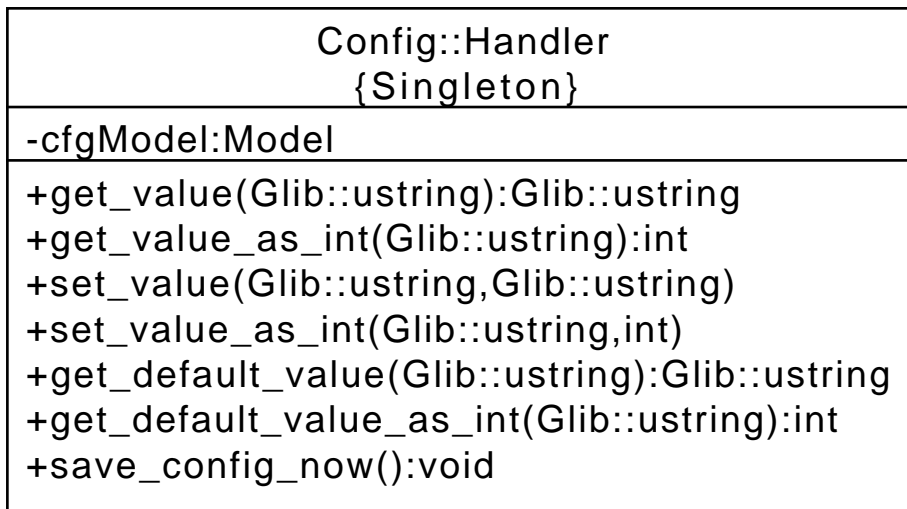 Config::Handler
{Singleton}
-cfgModel:Model
+get_value(Glib::ustring):Glib::ustring
+get_value_as_int(Glib::ustring):int
+set_value(Glib::ustring,Glib::ustring)
+set_value_as_int(Glib::ustring,int)
+get_default_value(Glib::ustring):Glib::ustring
+get_default_value_as_int(Glib::ustring):int
+save_config_now():void